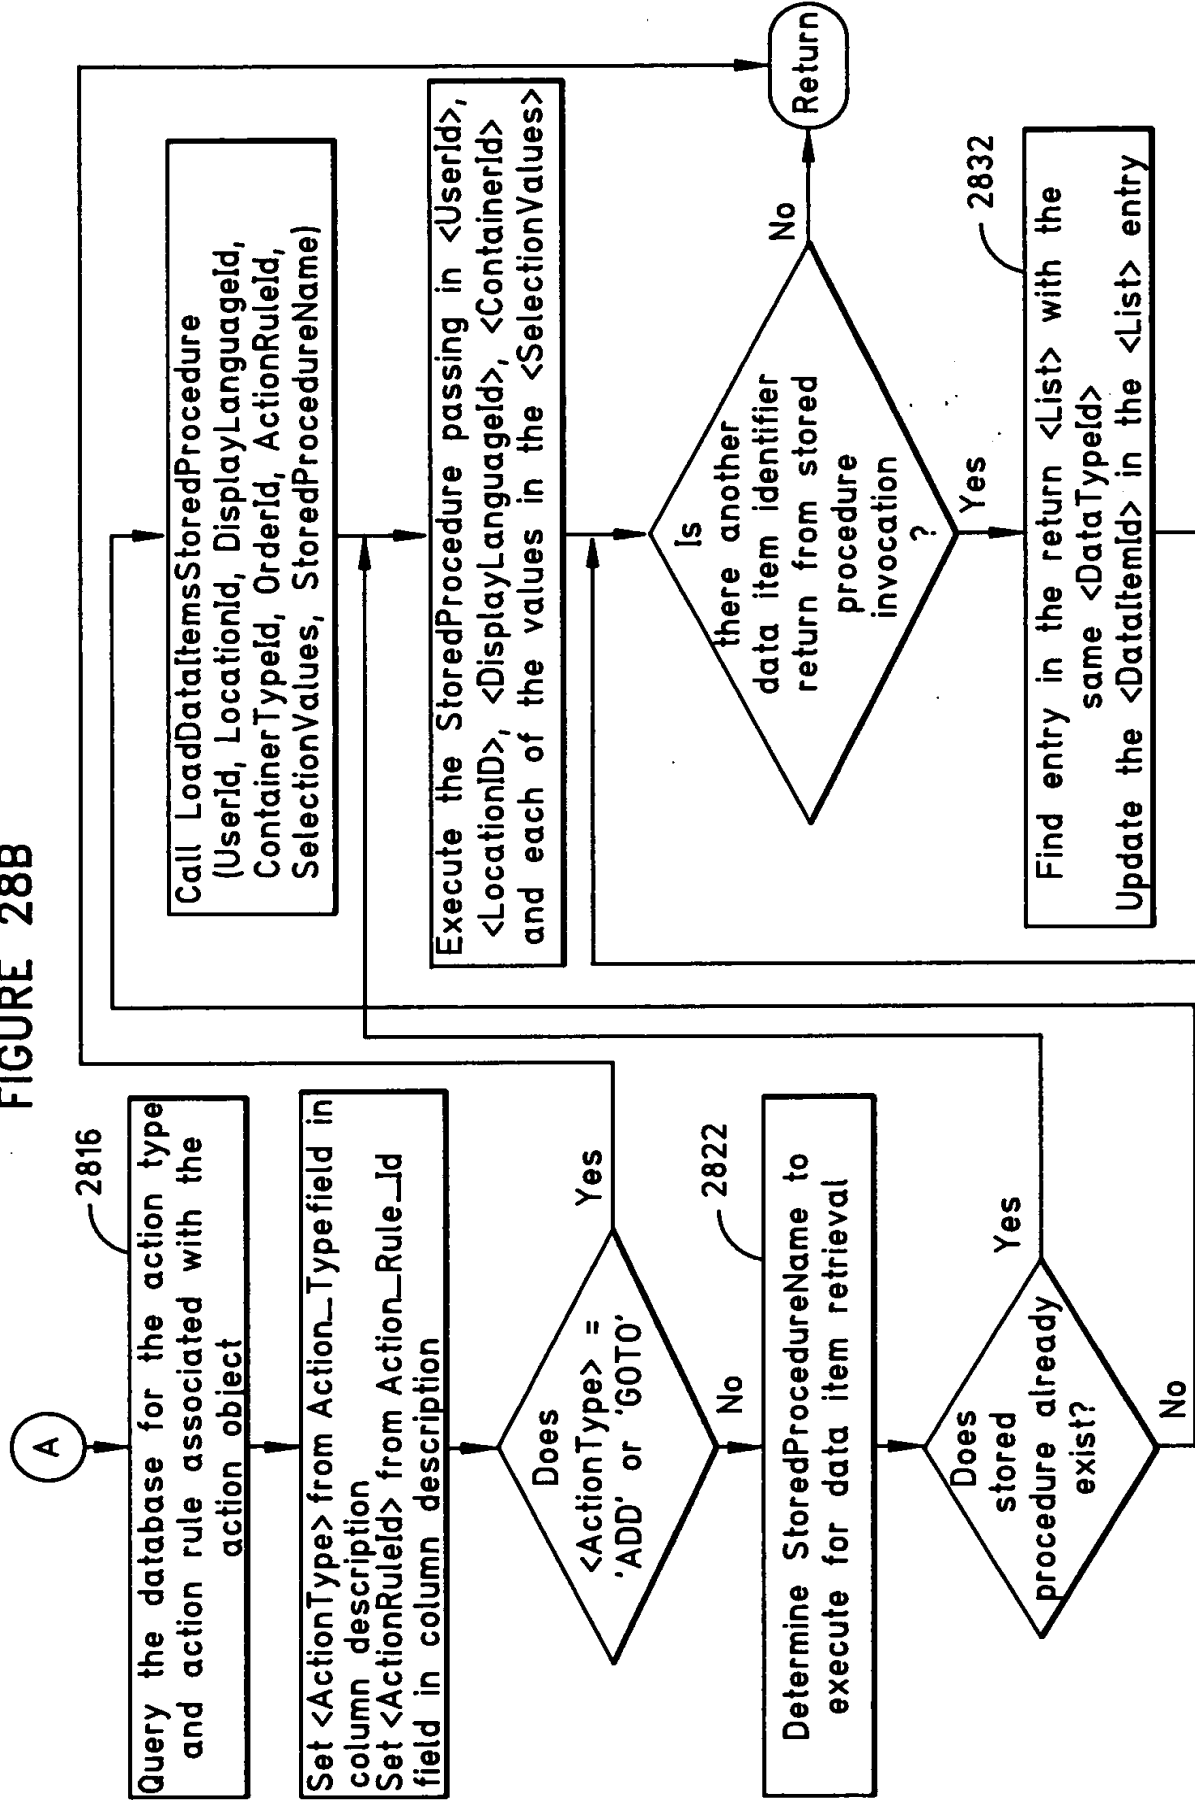 FIGURE 28B
A
2816
Query the database for the action type
and action rule associated with the
action object
Set <ActionType> from Action_Typefield in
column description
Set <ActionRuleId> from Action_Rule_Id
field in column description
Does
<ActionType> =
'ADD' or 'GOTO'
Yes
No
2822
Determine StoredProcedureName to
execute for data item retrieval
Does
stored
procedure already
exist?
Yes
No
Call LoadDataItemsStoredProcedure
(UserId, LocationId, DisplayLanguageId,
ContainerTypeId, OrderId, ActionRuleId,
SelectionValues, StoredProcedureName)
Execute the StoredProcedure passing in <UserId>,
<LocationID>, <DisplayLanguageId>, <ContainerId>
and each of the values in the <SelectionValues>
Is
there another
data item identifier
return from stored
procedure
invocation
?
No
Return
Yes
2832
Find entry in the return <List> with the
same <DataTypeId>
Update the <DataItemId> in the <List> entry